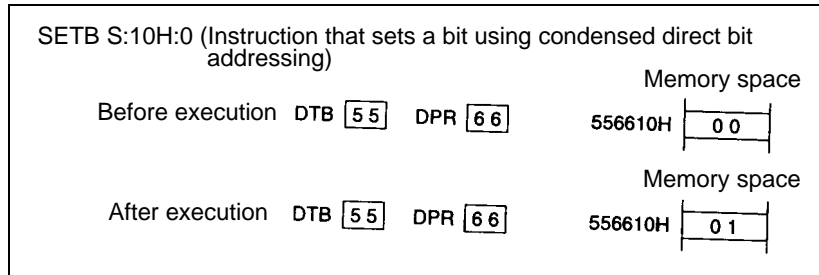 SETB S:10H:0 (Instruction that sets a bit using condensed direct bit
addressing)
Memory space
Before execution DTB 55 DPR 66 556610H 00
Memory space
After execution DTB 55 DPR 66 556610H 01